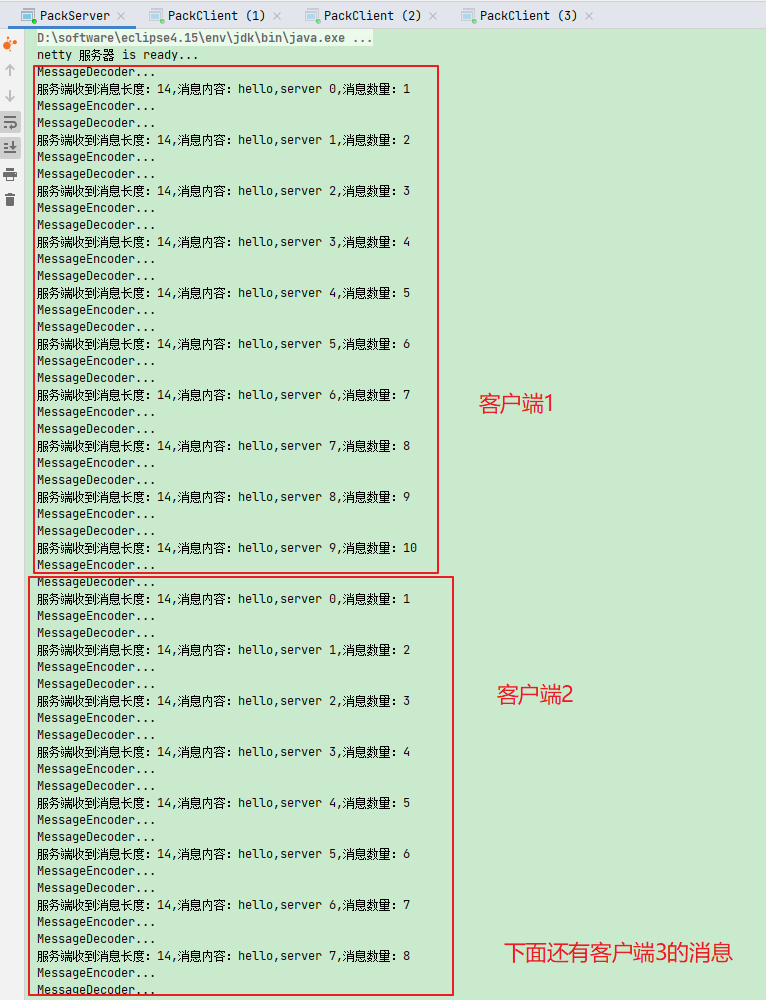 PackServer
PackClient (1)
PackClient (2)
PackClient (3)
D:\software\eclipse4.15\env\jdk\bin\java.exe ...
netty 服务器 is ready...
MessageDecoder...
服务端收到消息长度：14,消息内容：hello,server 0,消息数量：1
MessageEncoder...
MessageDecoder...
服务端收到消息长度：14,消息内容：hello,server 1,消息数量：2
MessageEncoder...
MessageDecoder...
服务端收到消息长度：14,消息内容：hello,server 2,消息数量：3
MessageEncoder...
MessageDecoder...
服务端收到消息长度：14,消息内容：hello,server 3,消息数量：4
MessageEncoder...
MessageDecoder...
服务端收到消息长度：14,消息内容：hello,server 4,消息数量：5
MessageEncoder...
MessageDecoder...
服务端收到消息长度：14,消息内容：hello,server 5,消息数量：6
MessageEncoder...
MessageDecoder...
服务端收到消息长度：14,消息内容：hello,server 6,消息数量：7
MessageEncoder...
MessageDecoder...
服务端收到消息长度：14,消息内容：hello,server 7,消息数量：8
MessageEncoder...
MessageDecoder...
服务端收到消息长度：14,消息内容：hello,server 8,消息数量：9
MessageEncoder...
MessageDecoder...
服务端收到消息长度：14,消息内容：hello,server 9,消息数量：10
MessageEncoder...
客户端1
MessageDecoder...
服务端收到消息长度：14,消息内容：hello,server 0,消息数量：1
MessageEncoder...
MessageDecoder...
服务端收到消息长度：14,消息内容：hello,server 1,消息数量：2
MessageEncoder...
MessageDecoder...
服务端收到消息长度：14,消息内容：hello,server 2,消息数量：3
MessageEncoder...
MessageDecoder...
服务端收到消息长度：14,消息内容：hello,server 3,消息数量：4
MessageEncoder...
MessageDecoder...
服务端收到消息长度：14,消息内容：hello,server 4,消息数量：5
MessageEncoder...
MessageDecoder...
服务端收到消息长度：14,消息内容：hello,server 5,消息数量：6
MessageEncoder...
MessageDecoder...
服务端收到消息长度：14,消息内容：hello,server 6,消息数量：7
MessageEncoder...
MessageDecoder...
服务端收到消息长度：14,消息内容：hello,server 7,消息数量：8
MessageEncoder...
MessageDecoder...
客户端2
下面还有客户端3的消息